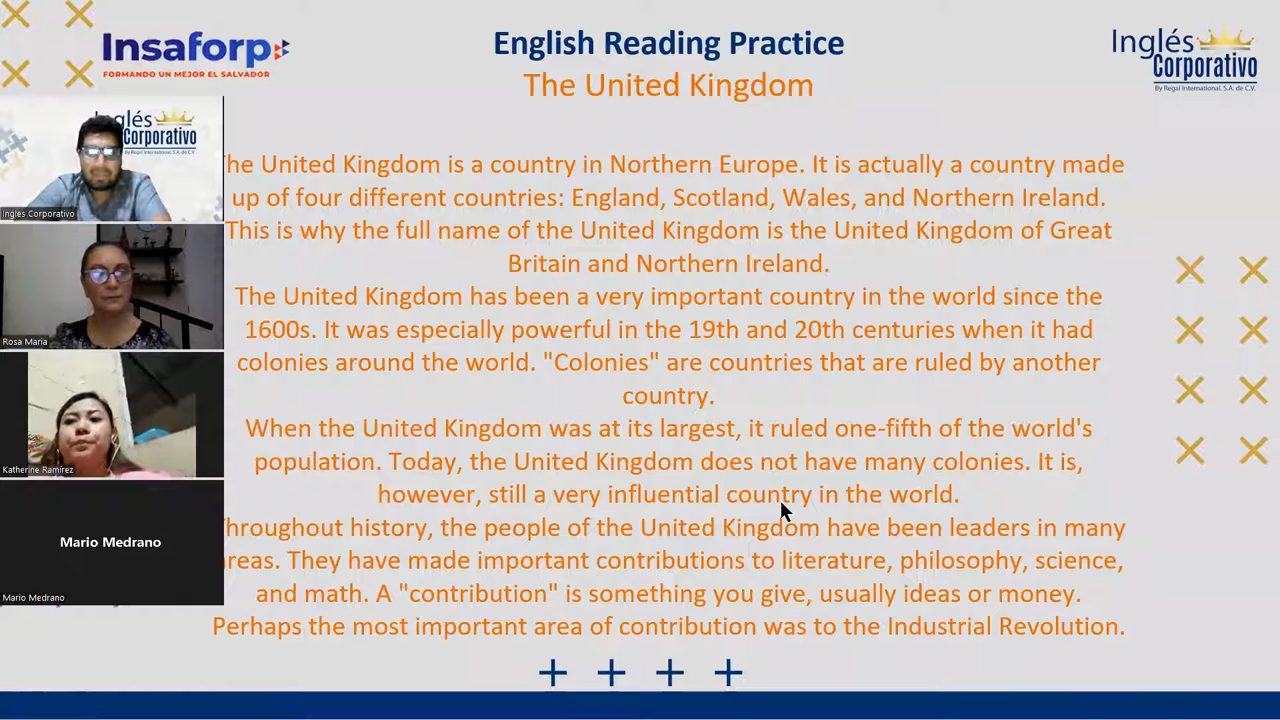 Insaforp
FORMANDO UN MEJOR EL SALVADOR
English Reading Practice
The United Kingdom
Inglés
Corporativo
By Regal International, S.A. de C.V.
he United Kingdom is a country in Northern Europe. It is actually a country made
up of four different countries: England, Scotland, Wales, and Northern Ireland.
This is why the full name of the United Kingdom is the United Kingdom of Great
Britain and Northern Ireland.
The United Kingdom has been a very important country in the world since the
1600s. It was especially powerful in the 19th and 20th centuries when it had
colonies around the world. "Colonies" are countries that are ruled by another
country.
When the United Kingdom was at its largest, it ruled one-fifth of the world's
population. Today, the United Kingdom does not have many colonies. It is,
however, still a very influential country in the world.
hroughout history, the people of the United Kingdom have been leaders in many
reas. They have made important contributions to literature, philosophy, science,
and math. A "contribution" is something you give, usually ideas or money.
Perhaps the most important area of contribution was to the Industrial Revolution.
nglés
Corporativo
By Regal International, S.A. de C.V.
Inglés Corporativo
Rosa Maria
Katherine Ramirez
Mario Medrano
Mario Medrano